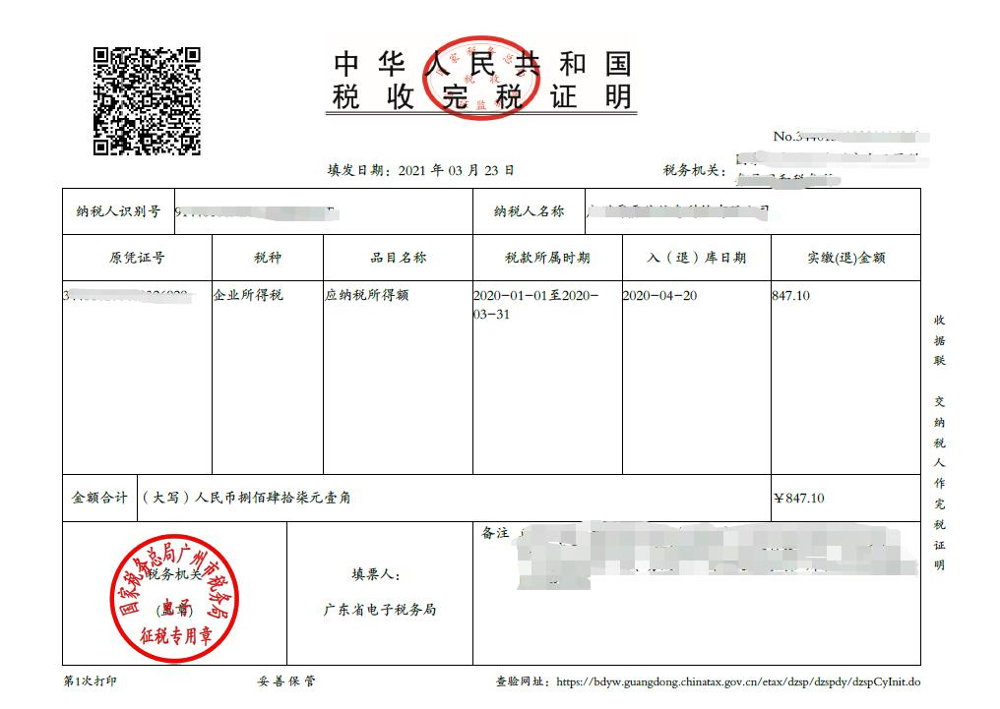 中华人民共和国
税收完税证明
No.
填发日期：2021 年 03 月 23 日
税务机关：
纳税人识别号
纳税人名称
原凭证号
税种
品目名称
税款所属时期
入（退）库日期
实缴(退)金额
企业所得税
应纳税所得额
2020-01-01至2020-
03-31
2020-04-20
847.10
金额合计
（大写）人民币捌佰肆拾柒元壹角
￥847.10
国家税务总局广州市税务局
税务机关
电子
(盖章)
征税专用章
填票人：
广东省电子税务局
备注
收据联 交纳税人作完税证明
第1次打印
妥善保管
查验网址：https://bdyw.guangdong.chinatax.gov.cn/etax/dzsp/dzspdy/dzspCyInit.do